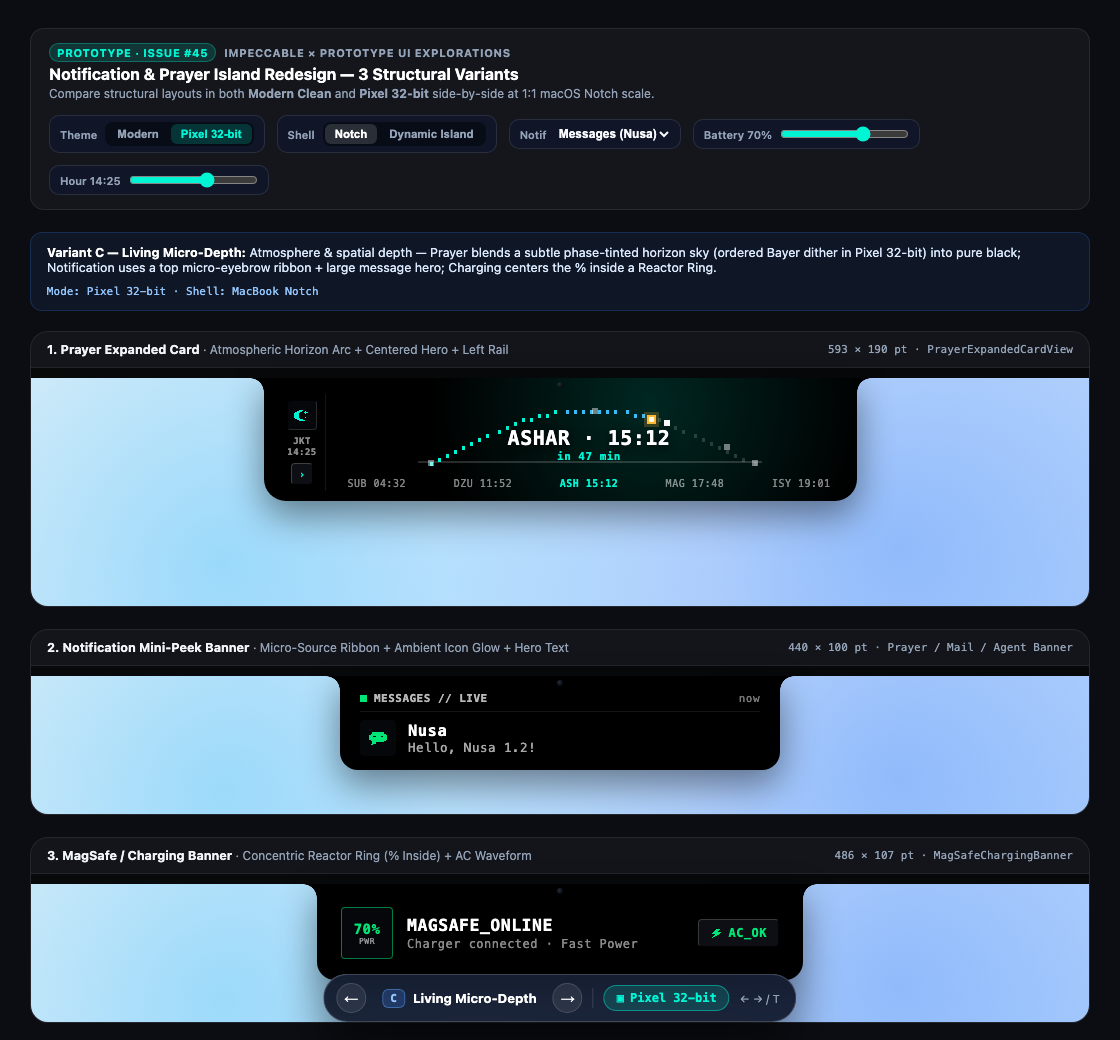 PROTOTYPE · ISSUE #45 IMPECCABLE × PROTOTYPE UI EXPLORATIONS
Notification & Prayer Island Redesign — 3 Structural Variants
Compare structural layouts in both Modern Clean and Pixel 32-bit side-by-side at 1:1 macOS Notch scale.
Theme Modern Pixel 32-bit Shell Notch Dynamic Island Notif Messages (Nusa) Battery 70%
Hour 14:25
Variant C — Living Micro-Depth: Atmosphere & spatial depth — Prayer blends a subtle phase-tinted horizon sky (ordered Bayer dither in Pixel 32-bit) into pure black;
Notification uses a top micro-eyebrow ribbon + large message hero; Charging centers the % inside a Reactor Ring.
Mode: Pixel 32-bit · Shell: MacBook Notch
1. Prayer Expanded Card · Atmospheric Horizon Arc + Centered Hero + Left Rail 593 × 190 pt · PrayerExpandedCardView
JKT
14:25
›
ASHAR · 15:12
in 47 min
SUB 04:32 DZU 11:52 ASH 15:12 MAG 17:48 ISY 19:01
2. Notification Mini-Peek Banner · Micro-Source Ribbon + Ambient Icon Glow + Hero Text 440 × 100 pt · Prayer / Mail / Agent Banner
MESSAGES // LIVE now
Nusa
Hello, Nusa 1.2!
3. MagSafe / Charging Banner · Concentric Reactor Ring (% Inside) + AC Waveform 486 × 107 pt · MagSafeChargingBanner
70%
PWR
MAGSAFE_ONLINE
Charger connected · Fast Power
AC_OK
← C Living Micro-Depth → ▣ Pixel 32-bit ← → / T